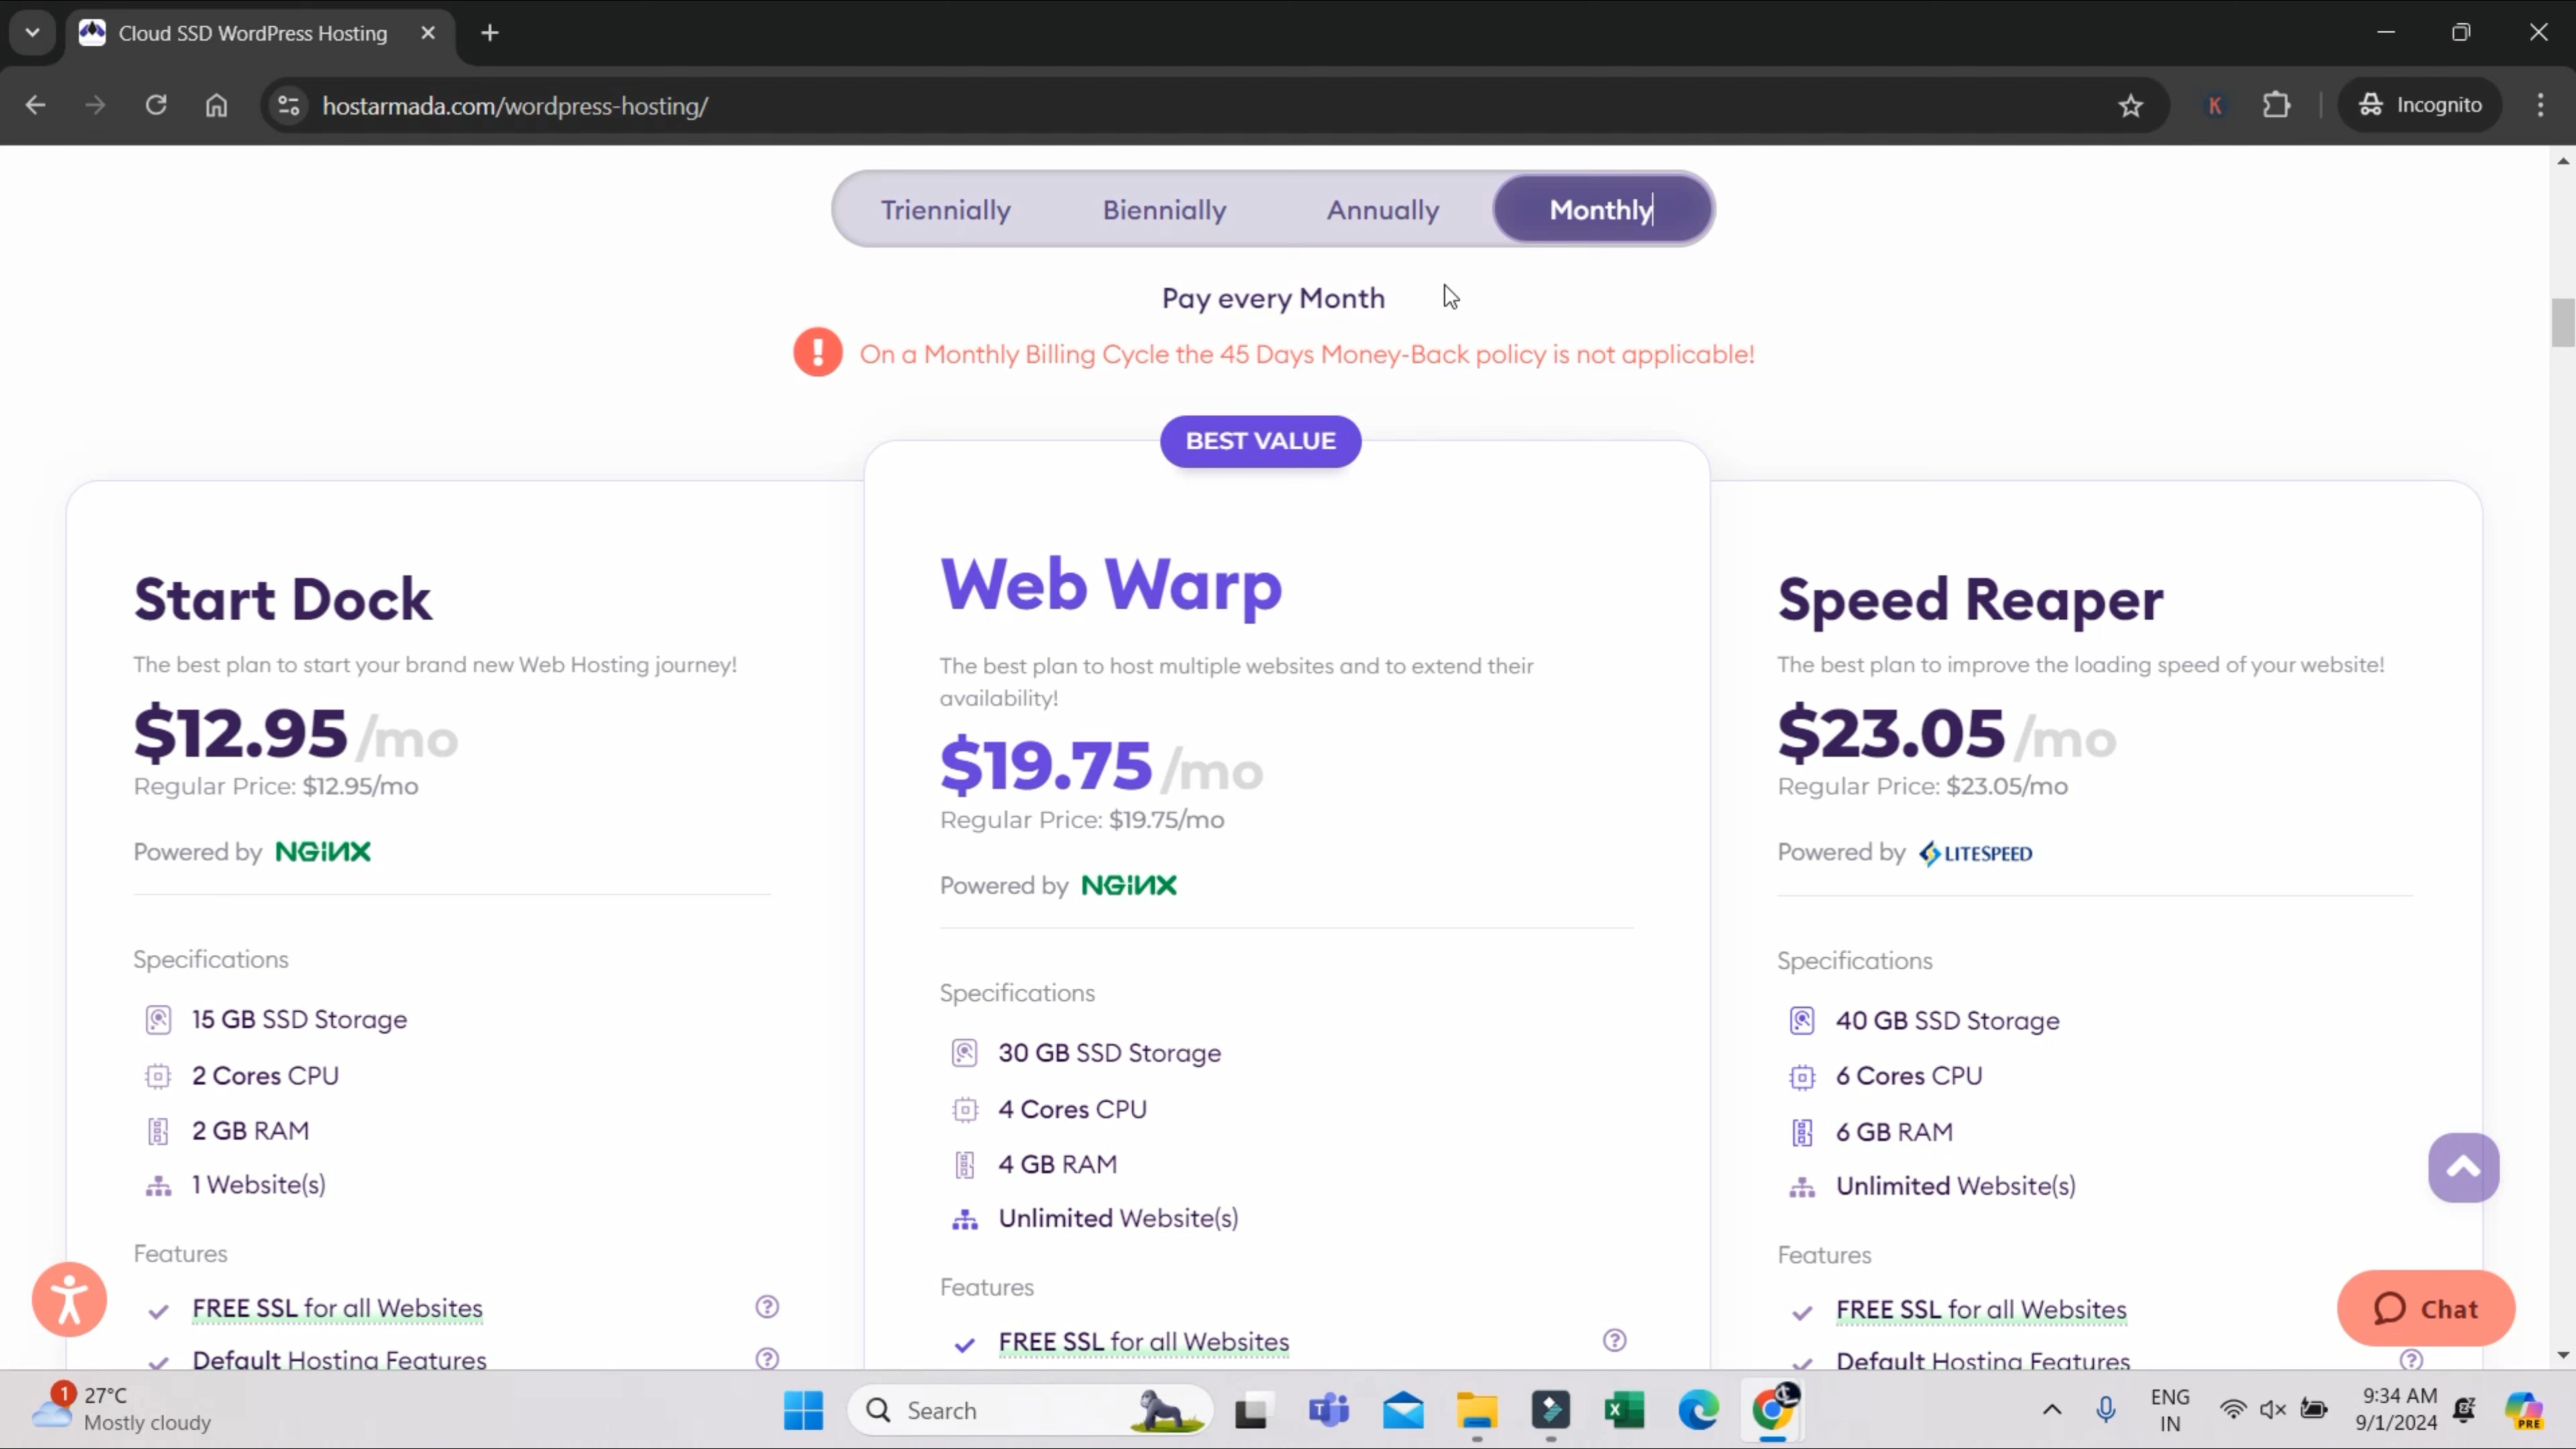 Cloud SSD WordPress Hosting
hostarmada.com/wordpress-hosting/
K
Incognito
Triennially
Biennially
Annually
Monthly
Pay every Month
! On a Monthly Billing Cycle the 45 Days Money-Back policy is not applicable!
BEST VALUE
Start Dock
The best plan to start your brand new Web Hosting journey!
$12.95/mo
Regular Price: $12.95/mo
Powered by NGiNX
Specifications
15 GB SSD Storage
2 Cores CPU
2 GB RAM
1 Website(s)
Features
FREE SSL for all Websites
Default Hosting Features
Web Warp
The best plan to host multiple websites and to extend their
availability!
$19.75/mo
Regular Price: $19.75/mo
Powered by NGiNX
Specifications
30 GB SSD Storage
4 Cores CPU
4 GB RAM
Unlimited Website(s)
Features
FREE SSL for all Websites
Speed Reaper
The best plan to improve the loading speed of your website!
$23.05/mo
Regular Price: $23.05/mo
Powered by LITESPEED
Specifications
40 GB SSD Storage
6 Cores CPU
6 GB RAM
Unlimited Website(s)
Features
FREE SSL for all Websites
Default Hosting Features
Chat
1
27°C
Mostly cloudy
Search
ENG
IN
9:34 AM
9/1/2024
PRE